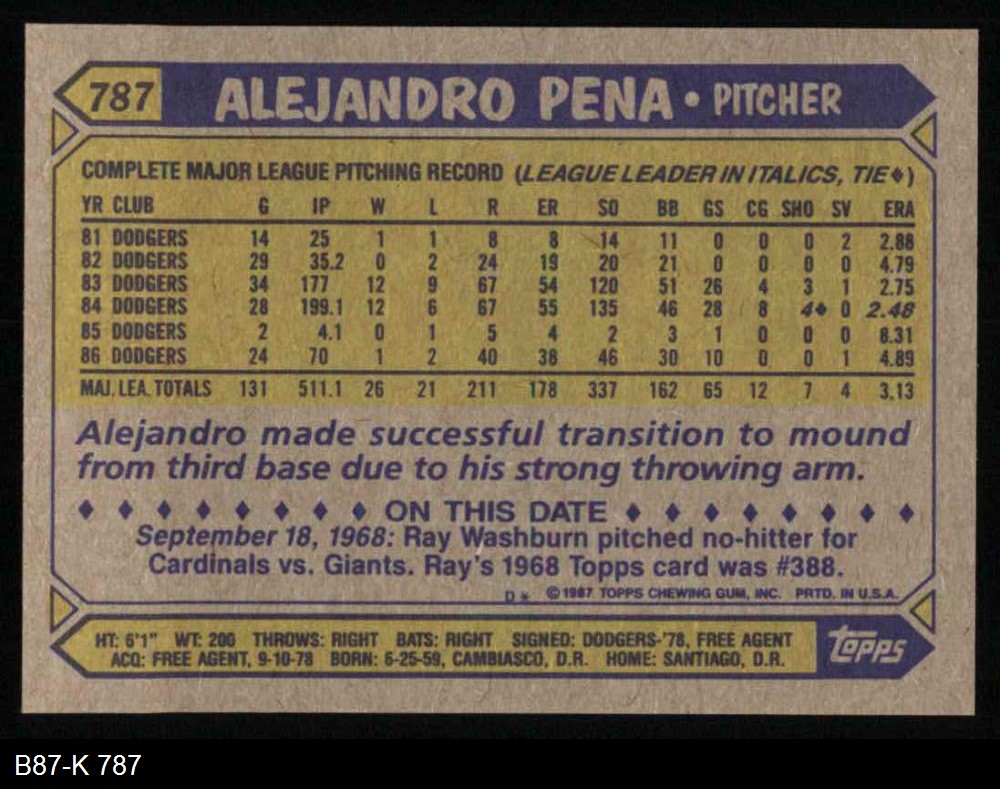 787 ALEJANDRO PENA • PITCHER
COMPLETE MAJOR LEAGUE PITCHING RECORD (LEAGUE LEADER IN ITALICS, TIE♦)
YR CLUB G IP W L R ER SO BB GS CG SHO SV ERA
81 DODGERS 14 25 1 1 8 8 14 11 0 0 0 2 2.88
82 DODGERS 29 35.2 0 2 24 19 20 21 0 0 0 0 4.79
83 DODGERS 34 177 12 9 67 54 120 51 26 4 3 1 2.75
84 DODGERS 28 199.1 12 6 67 55 135 46 28 8 4♦ 0 2.48
85 DODGERS 2 4.1 0 1 5 4 2 3 1 0 0 0 8.31
86 DODGERS 24 70 1 2 40 38 46 30 10 0 0 1 4.89
MAJ. LEA. TOTALS 131 511.1 26 21 211 178 337 162 65 12 7 4 3.13
Alejandro made successful transition to mound
from third base due to his strong throwing arm.
♦ ♦ ♦ ♦ ♦ ♦ ♦ ♦ ON THIS DATE ♦ ♦ ♦ ♦ ♦ ♦ ♦ ♦
September 18, 1968: Ray Washburn pitched no-hitter for
Cardinals vs. Giants. Ray's 1968 Topps card was #388.
D* © 1987 TOPPS CHEWING GUM, INC. PRTD. IN U.S.A.
HT: 6'1" WT: 200 THROWS: RIGHT BATS: RIGHT SIGNED: DODGERS-'78, FREE AGENT
ACQ: FREE AGENT, 9-10-78 BORN: 6-25-59, CAMBIASCO, D.R. HOME: SANTIAGO, D.R.
topps
B87-K 787